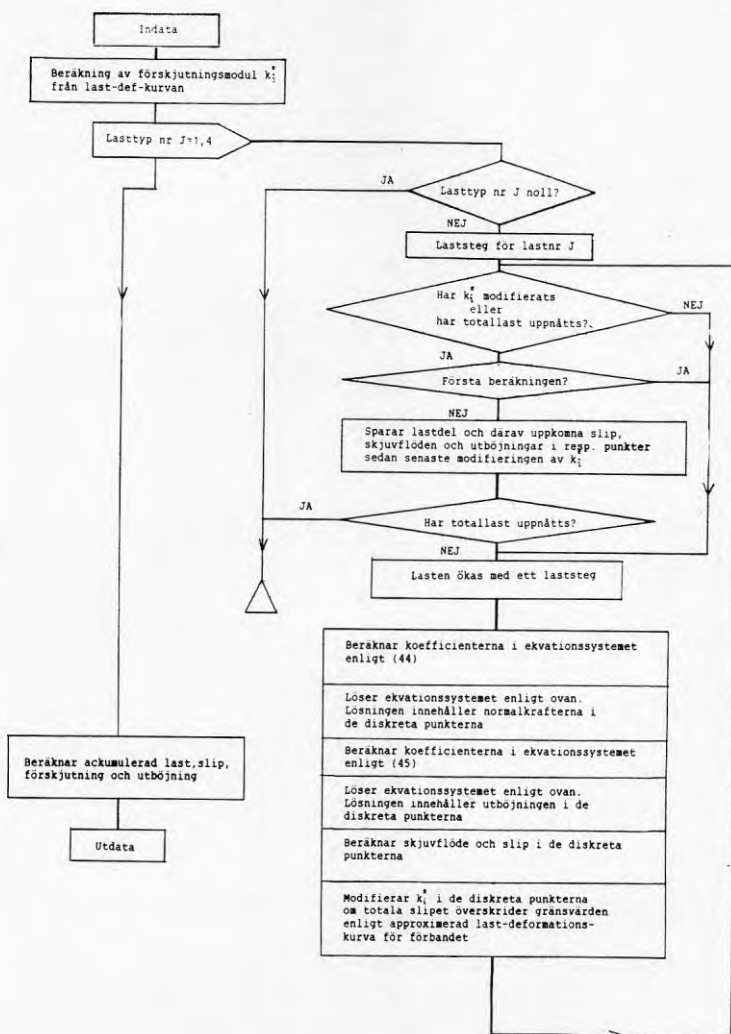 Indata
Beräkning av förskjutningsmodul k*i
från last-def-kurvan
Lasttyp nr J=1,4
JA
Lasttyp nr J noll?
NEJ
Laststeg för lastnr J
Har k*i modifierats
eller
har totallast uppnåtts?
NEJ
JA
Första beräkningen?
JA
NEJ
Sparar lastdel och därav uppkomna slip,
skjuvflöden och utböjningar i resp. punkter
sedan senaste modifieringen av k*i
JA
Har totallast uppnåtts?
NEJ
Lasten ökas med ett laststeg
Beräknar koefficienterna i ekvationssystemet
enligt (44)
Löser ekvationssystemet enligt ovan.
Lösningen innehåller normalkrafterna i
de diskreta punkterna
Beräknar koefficienterna i ekvationssystemet
enligt (45)
Löser ekvationssystemet enligt ovan.
Lösningen innehåller utböjningen i de
diskreta punkterna
Beräknar skjuvflöde och slip i de diskreta
punkterna
Modifierar k*i i de diskreta punkterna
om totala slipet överskrider gränsvärden
enligt approximerad last-deformations-
kurva för förbandet
Beräknar ackumulerad last,slip,
förskjutning och utböjning
Utdata